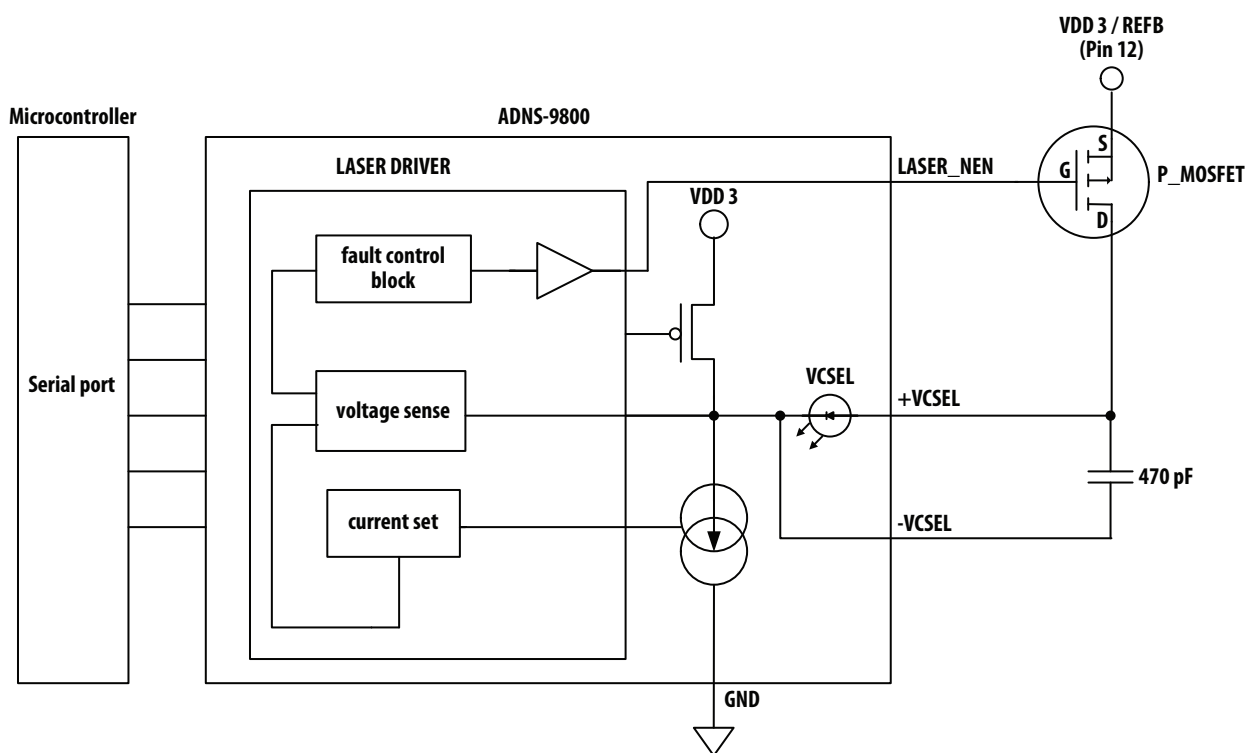 VDD 3 / REFB
(Pin 12)
Microcontroller
ADNS-9800
LASER DRIVER
LASER_NEN
S
G
D
P_MOSFET
VDD 3
fault control
block
Serial port
voltage sense
VCSEL
+VCSEL
470 pF
current set
-VCSEL
GND